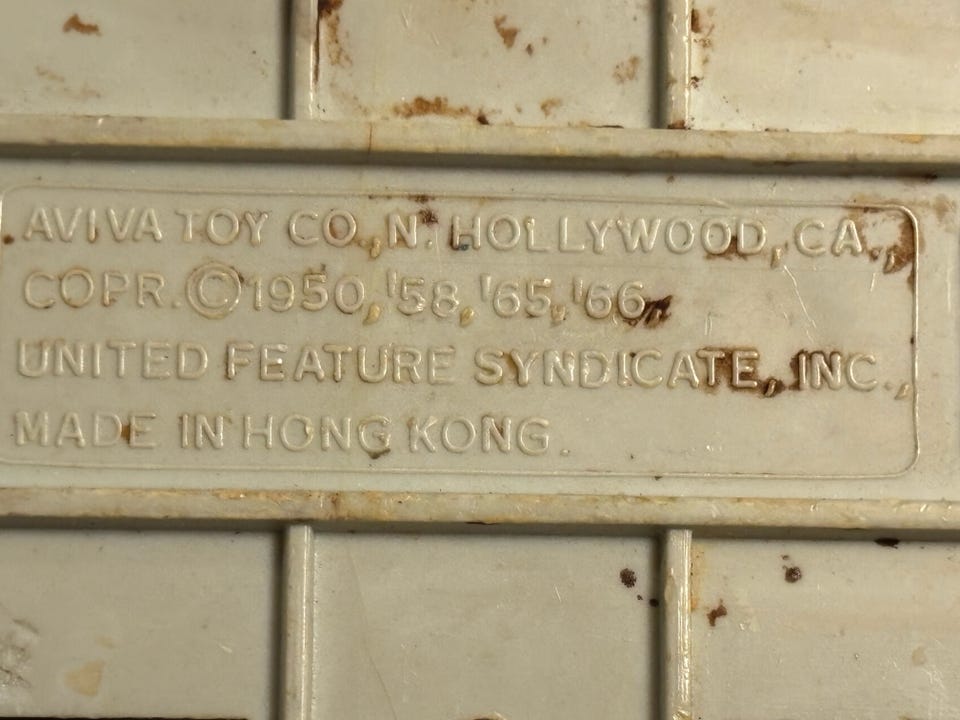 AVIVA TOY CO., N. HOLLYWOOD, CA.,
COPR. ©1950, '58, '65, '66
UNITED FEATURE SYNDICATE, INC.,
MADE IN HONG KONG.